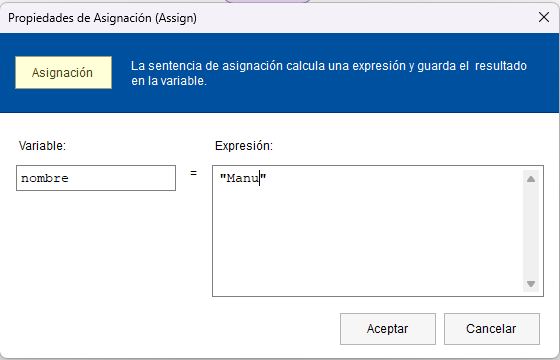 Propiedades de Asignación (Assign)
Asignación
La sentencia de asignación calcula una expresión y guarda el resultado
en la variable.
Variable:
Expresión:
nombre
=
"Manu"
Aceptar
Cancelar